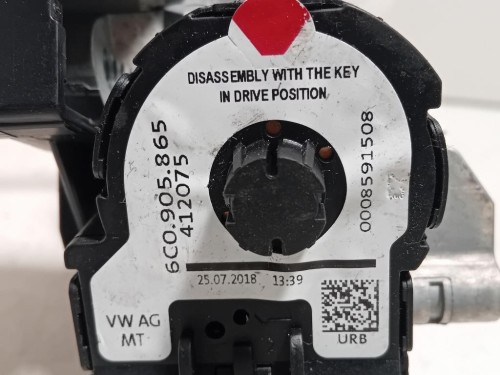 DISASSEMBLY WITH THE KEY
IN DRIVE POSITION
6C0.905.865
412075
0008591508
25.07.2018 13:39
VW AG
MT
URB